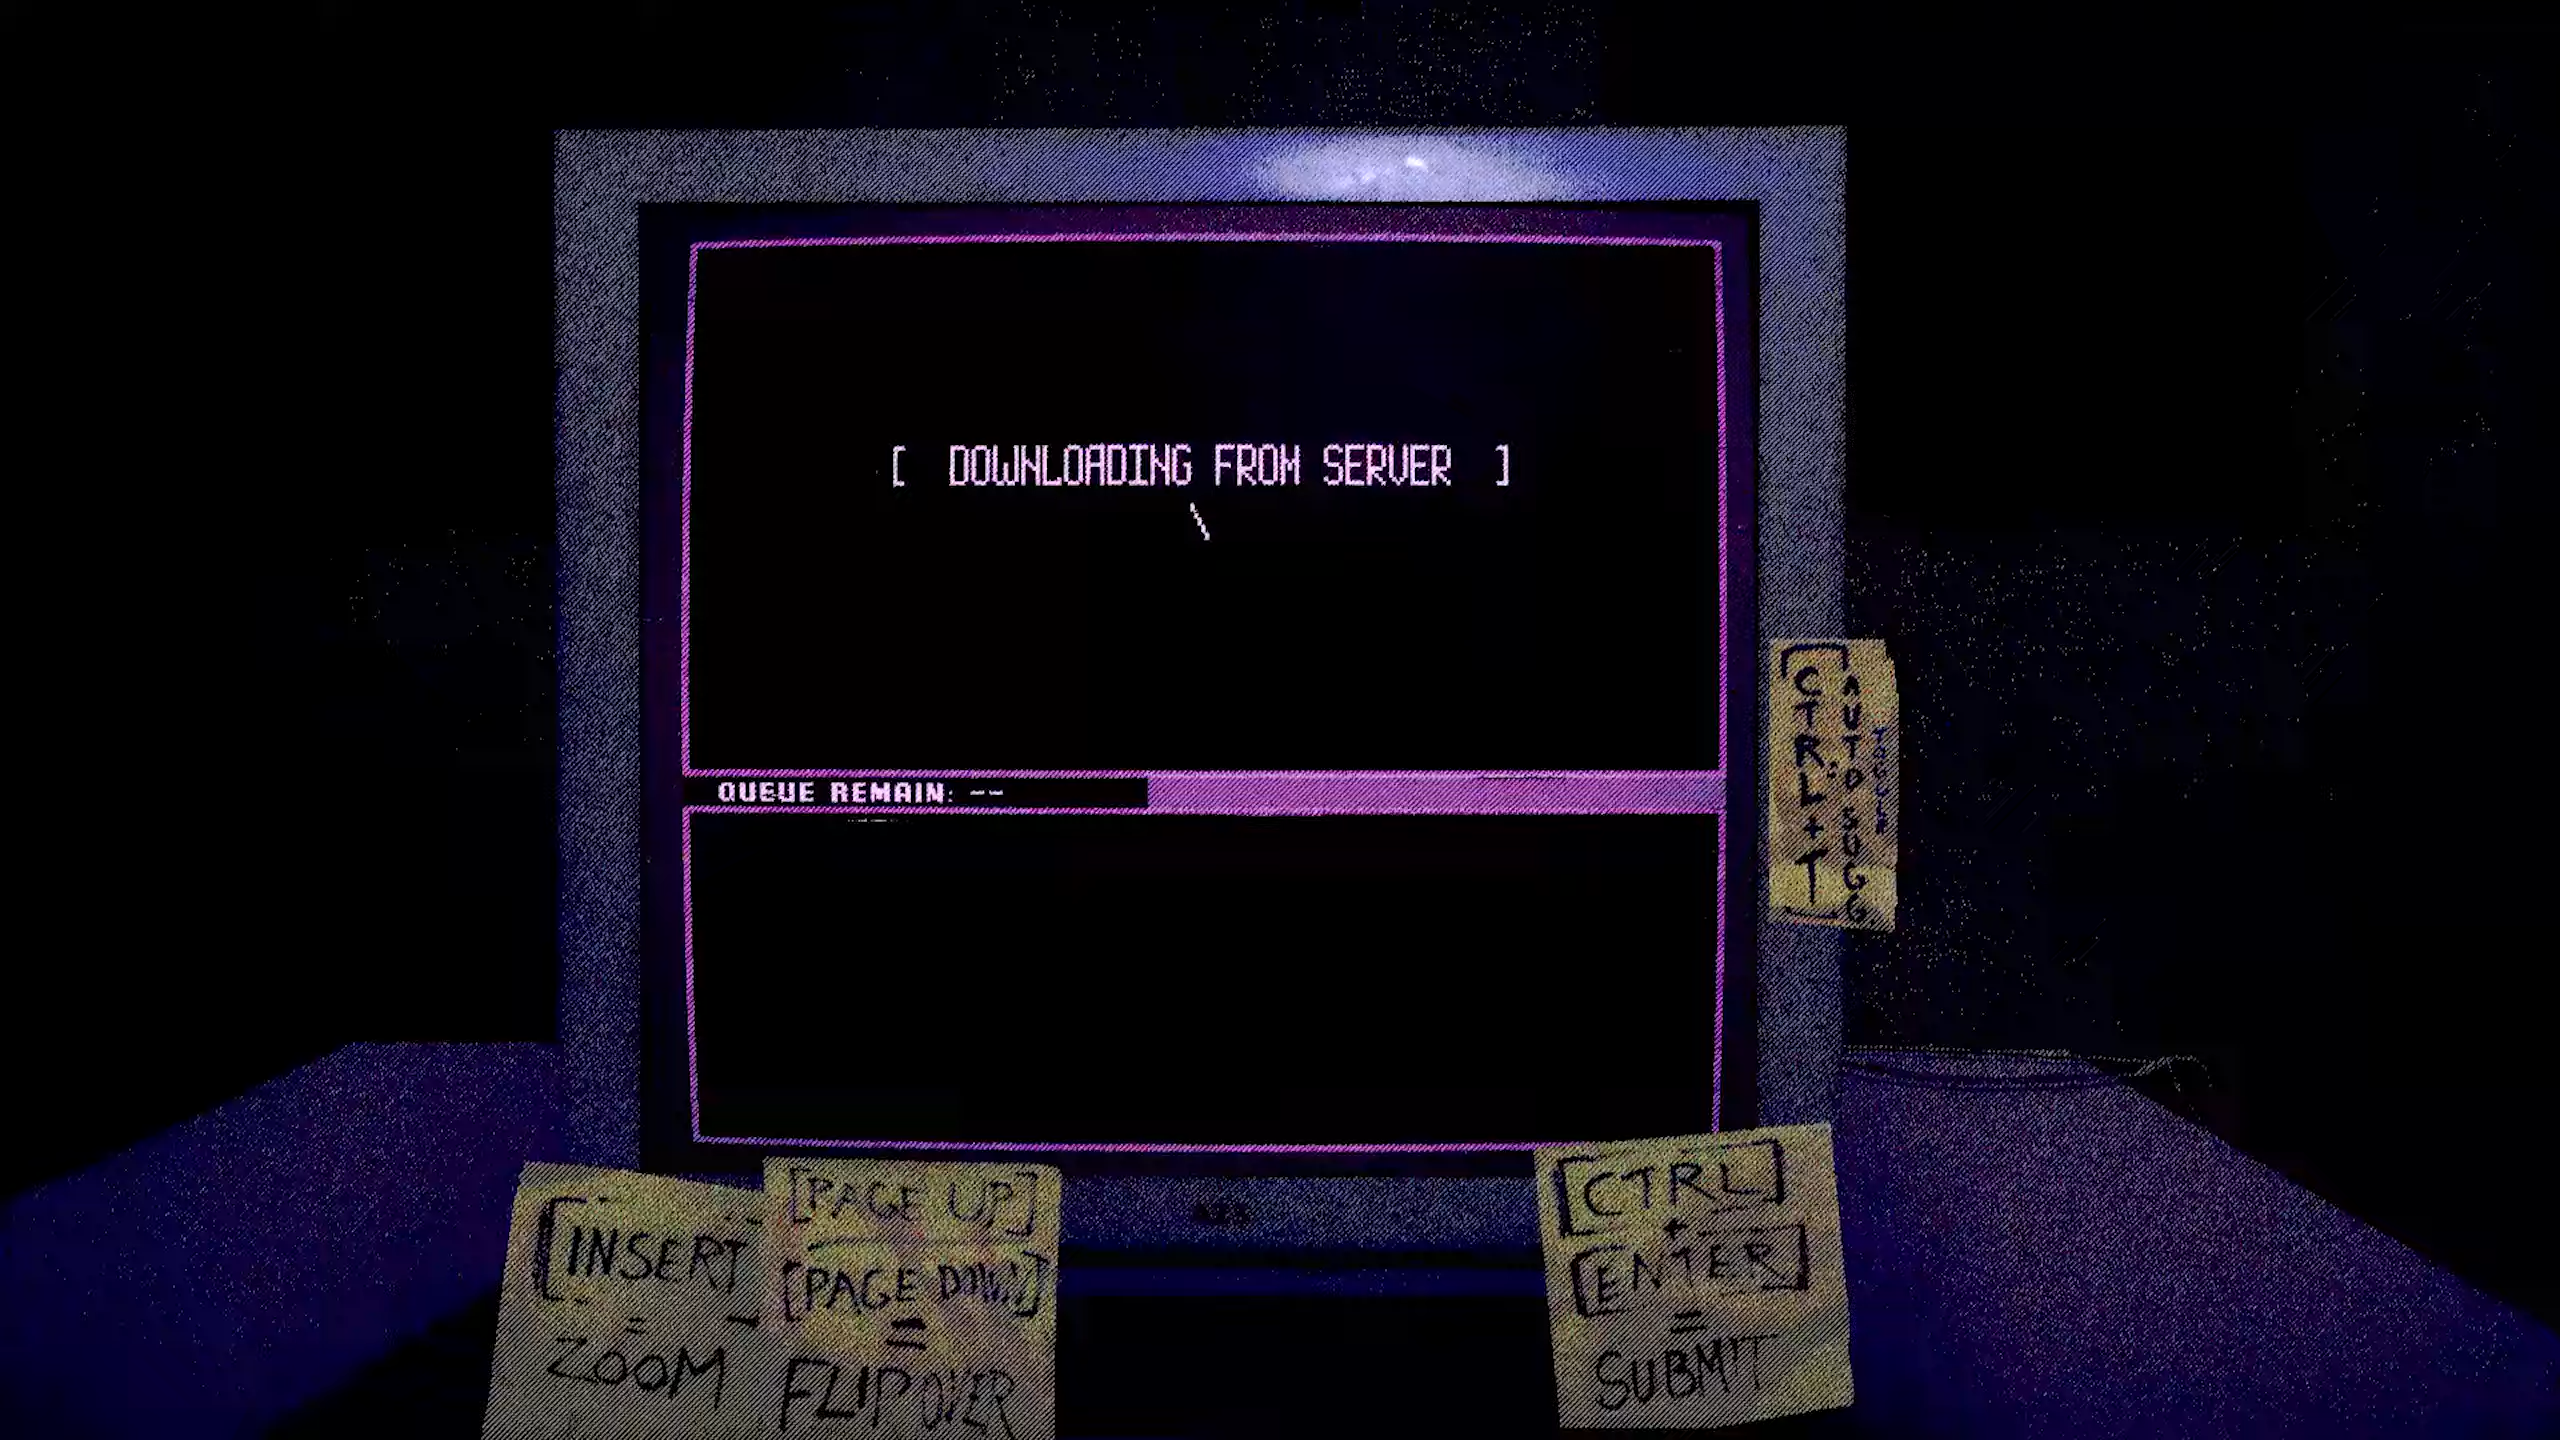 [ DOWNLOADING FROM SERVER ]
\
QUEUE REMAIN: --
[CTRL+T]
AUTO SUGG
[INSERT]
=
ZOOM
[PAGE UP]
[PAGE DOWN]
=
FLIP OVER
[CTRL]
+
[ENTER]
=
SUBMIT